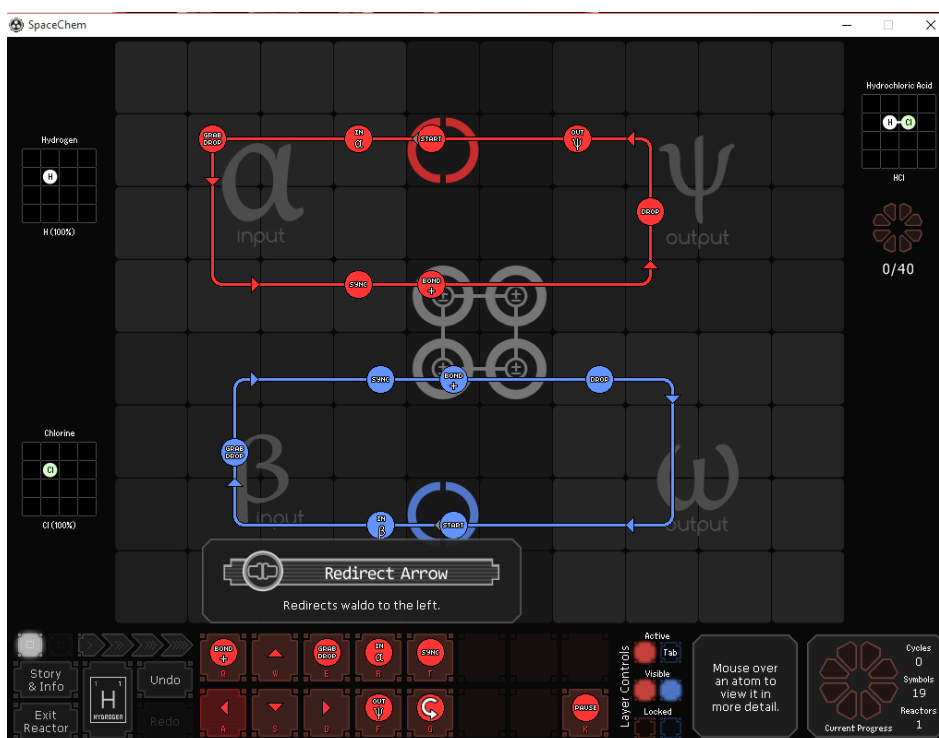 SpaceChem
Hydrochloric Acid
H Cl
HCl
0/40
Hydrogen
H
H (100%)
Chlorine
Cl
Cl (100%)
GRAB
DROP
IN
α
START
OUT
Ψ
DROP
SYNC
BOND
+
α
input
ψ
output
SYNC
BOND
+
DROP
GRAB
DROP
IN
β
START
β
input
ω
output
Redirect Arrow
Redirects waldo to the left.
Story
& Info
Exit
Reactor
1 1
H
HYDROGEN
Undo
Redo
BOND
+
Q
W
GRAB
DROP
E
IN
α
R
SYNC
T
A
S
D
OUT
Ψ
F
G
PAUSE
K
Layer Controls
Active
Tab
Visible
Locked
Mouse over
an atom to
view it in
more detail.
Cycles
0
Symbols
19
Reactors
1
Current Progress